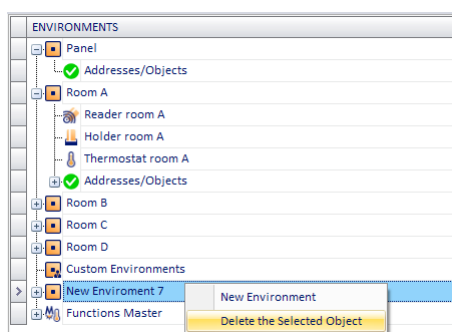 ENVIRONMENTS
Panel
Addresses/Objects
Room A
Reader room A
Holder room A
Thermostat room A
Addresses/Objects
Room B
Room C
Room D
Custom Environments
New Enviroment 7
New Environment
Functions Master
Delete the Selected Object